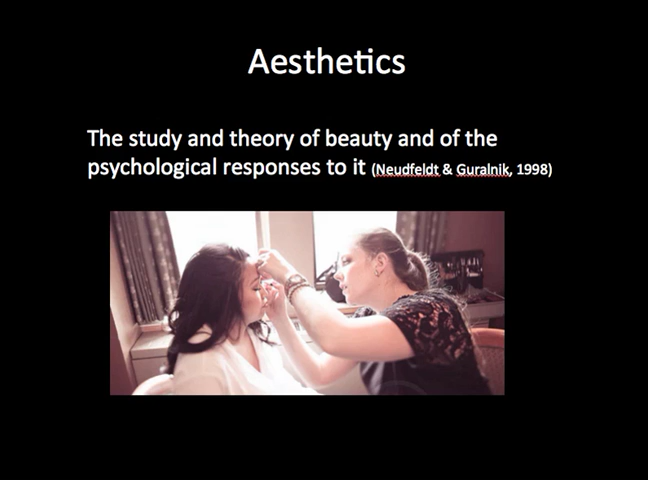 Aesthetics
The study and theory of beauty and of the
psychological responses to it (Neudfeldt & Guralnik, 1998)